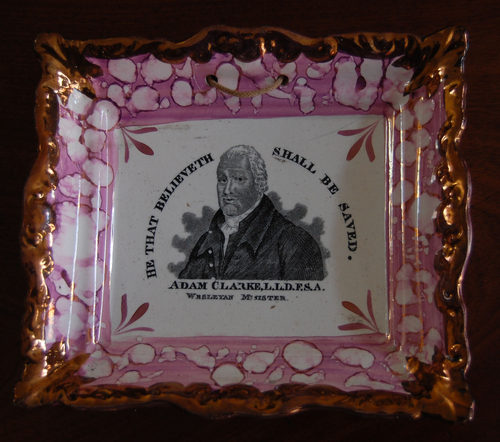 HE THAT BELIEVETH SHALL BE SAVED.
ADAM CLARKE, L.L.D. F.S.A.
WESLEYAN MINISTER.